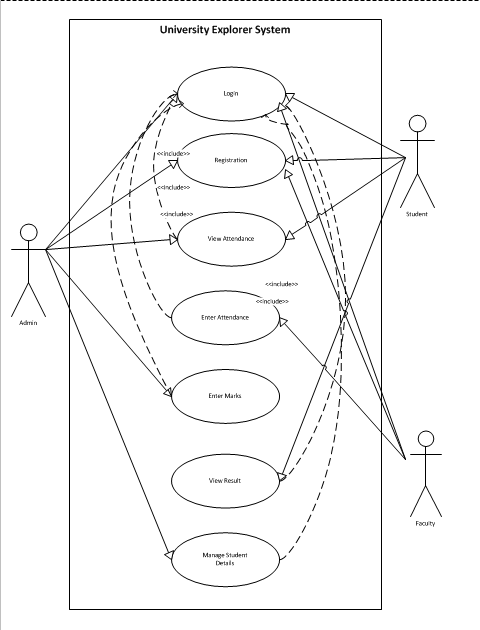 University Explorer System
Login
<<include>>
Registration
<<include>>
Student
<<include>>
View Attendance
<<include>>
<<include>>
Enter Attendance
Admin
Enter Marks
View Result
Faculty
Manage Student
Details